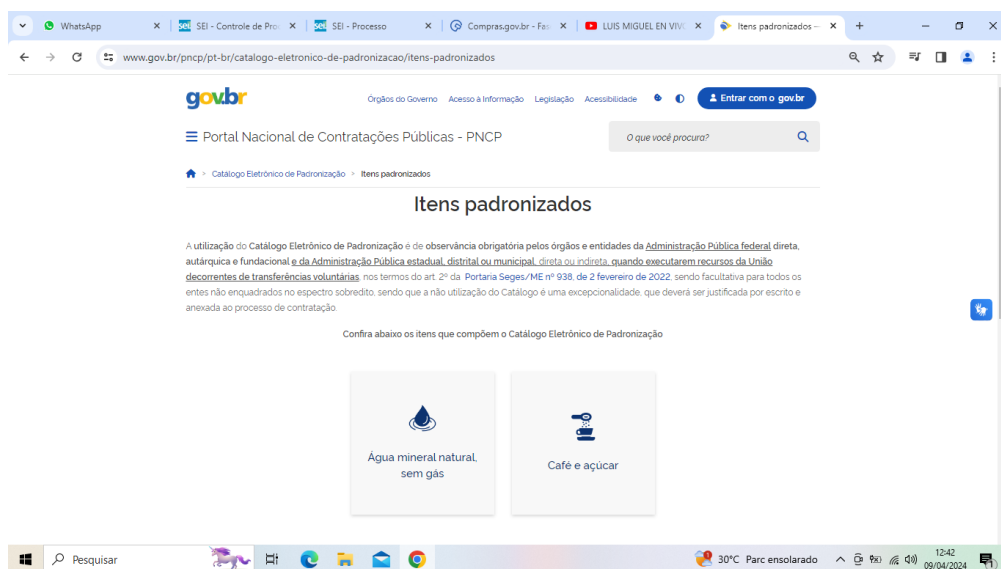 WhatsApp
SEI - Controle de Pro
SEI - Processo
Compras.gov.br - Fas
LUIS MIGUEL EN VIVO
Itens padronizados —
www.gov.br/pncp/pt-br/catalogo-eletronico-de-padronizacao/itens-padronizados
gov.br
Órgãos do Governo Acesso à Informação Legislação Acessibilidade
Entrar com o gov.br
Portal Nacional de Contratações Públicas - PNCP
O que você procura?
> Catálogo Eletrônico de Padronização > Itens padronizados
Itens padronizados
A utilização do Catálogo Eletrônico de Padronização é de observância obrigatória pelos órgãos e entidades da Administração Pública federal direta,
autárquica e fundacional e da Administração Pública estadual, distrital ou municipal, direta ou indireta, quando executarem recursos da União
decorrentes de transferências voluntárias, nos termos do art. 2º da Portaria Seges/ME nº 938, de 2 fevereiro de 2022, sendo facultativa para todos os
entes não enquadrados no espectro sobredito, sendo que a não utilização do Catálogo é uma excepcionalidade, que deverá ser justificada por escrito e
anexada ao processo de contratação.
Confira abaixo os itens que compõem o Catálogo Eletrônico de Padronização
Água mineral natural,
sem gás
Café e açúcar
Pesquisar
30°C Parc ensolarado
12:42
09/04/2024